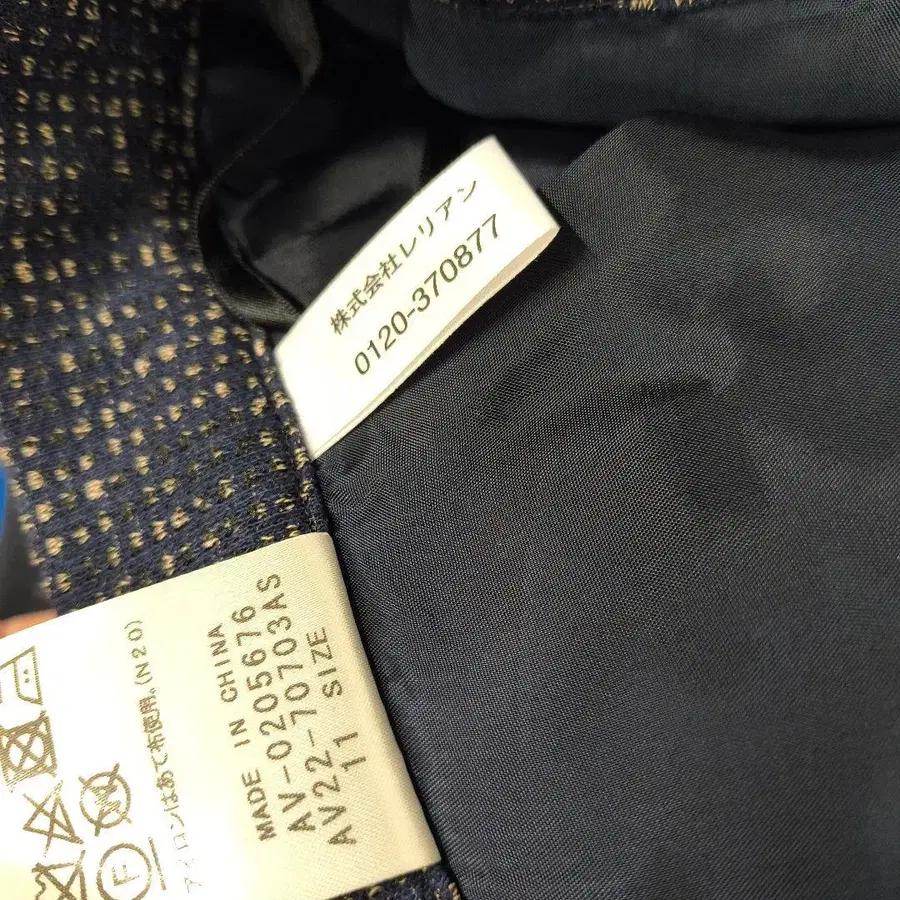 株式会社レリアン
0120-370877
MADE IN CHINA
AV-0205676
AV22-70703AS
11 SIZE
アイロンはあて布使用。(N20)
F